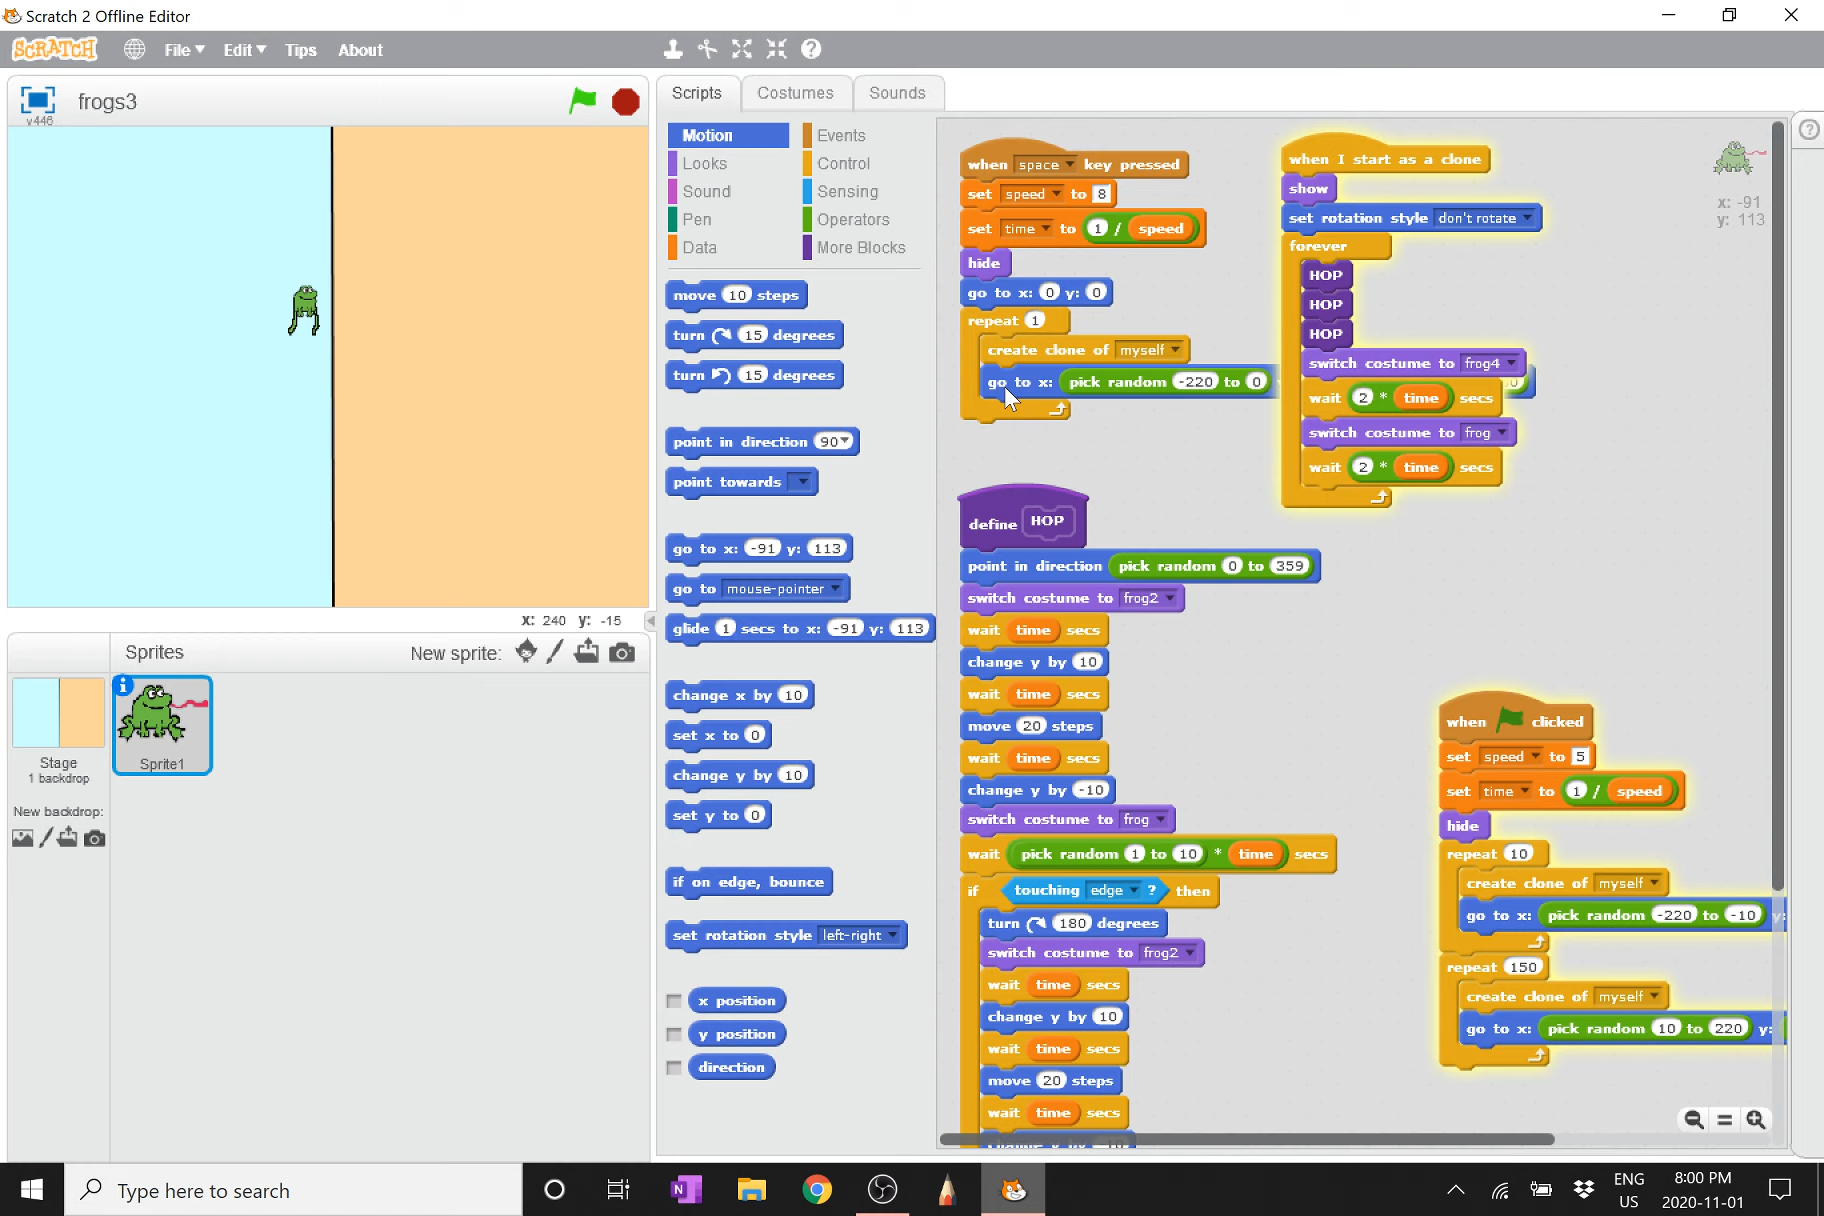 Scratch 2 Offline Editor
SCRATCH File Edit Tips About
v446
frogs3
x: 240 y: -15
Sprites New sprite:
Stage
1 backdrop
New backdrop:
Sprite1
Scripts Costumes Sounds
Motion Events
Looks Control
Sound Sensing
Pen Operators
Data More Blocks
move 10 steps
turn 15 degrees
turn 15 degrees
point in direction 90
point towards
go to x: -91 y: 113
go to mouse-pointer
glide 1 secs to x: -91 y: 113
change x by 10
set x to 0
change y by 10
set y to 0
if on edge, bounce
set rotation style left-right
x position
y position
direction
when space key pressed
set speed to 8
set time to 1 / speed
hide
go to x: 0 y: 0
repeat 1
create clone of myself
go to x: pick random -220 to 0
define HOP
point in direction pick random 0 to 359
switch costume to frog2
wait time secs
change y by 10
wait time secs
move 20 steps
wait time secs
change y by -10
switch costume to frog
wait pick random 1 to 10 * time secs
if touching edge ? then
turn 180 degrees
switch costume to frog2
wait time secs
change y by 10
wait time secs
move 20 steps
wait time secs
change y by -10
when I start as a clone
show
set rotation style don't rotate
forever
HOP
HOP
HOP
switch costume to frog4
wait 2 * time secs
switch costume to frog
wait 2 * time secs
x: -91
y: 113
when clicked
set speed to 5
set time to 1 / speed
hide
repeat 10
create clone of myself
go to x: pick random -220 to -10 y:
repeat 150
create clone of myself
go to x: pick random 10 to 220 y:
Type here to search
ENG
US
8:00 PM
2020-11-01